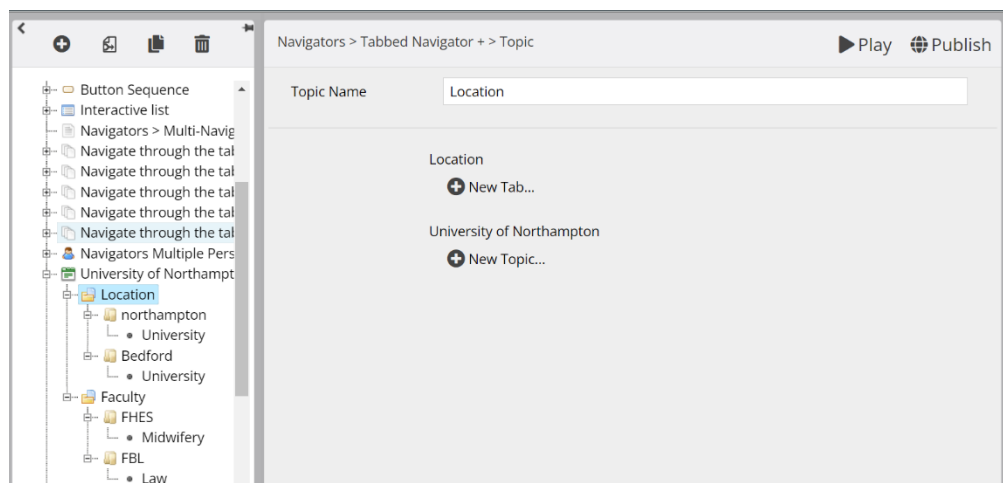 Navigators > Tabbed Navigator + > Topic
Play
Publish
Button Sequence
Interactive list
Navigators > Multi-Navig
Navigate through the tal
Navigate through the tal
Navigate through the tal
Navigate through the tal
Navigate through the tal
Navigators Multiple Pers
University of Northampt
Location
northampton
University
Bedford
University
Faculty
FHES
Midwifery
FBL
Law
Topic Name
Location
Location
New Tab...
University of Northampton
New Topic...